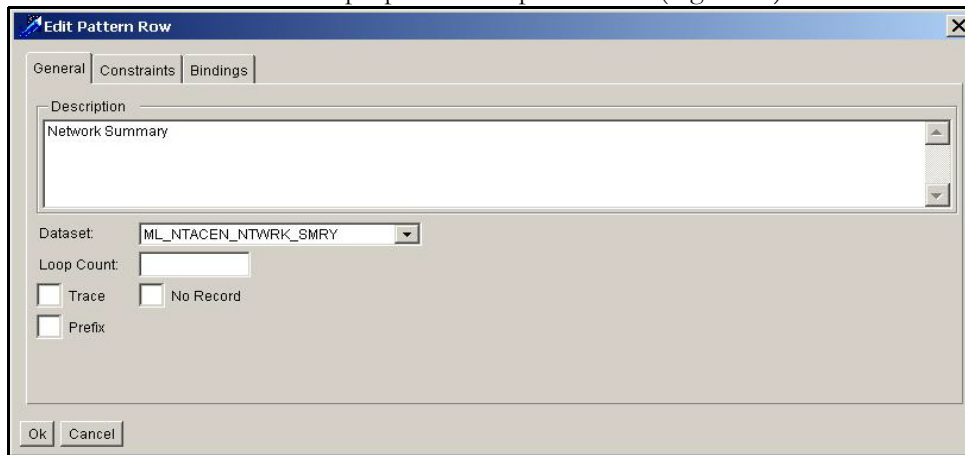 Edit Pattern Row
General Constraints Bindings
Description
Network Summary
Dataset: ML_NTACEN_NTWRK_SMRY
Loop Count:
Trace No Record
Prefix
Ok Cancel